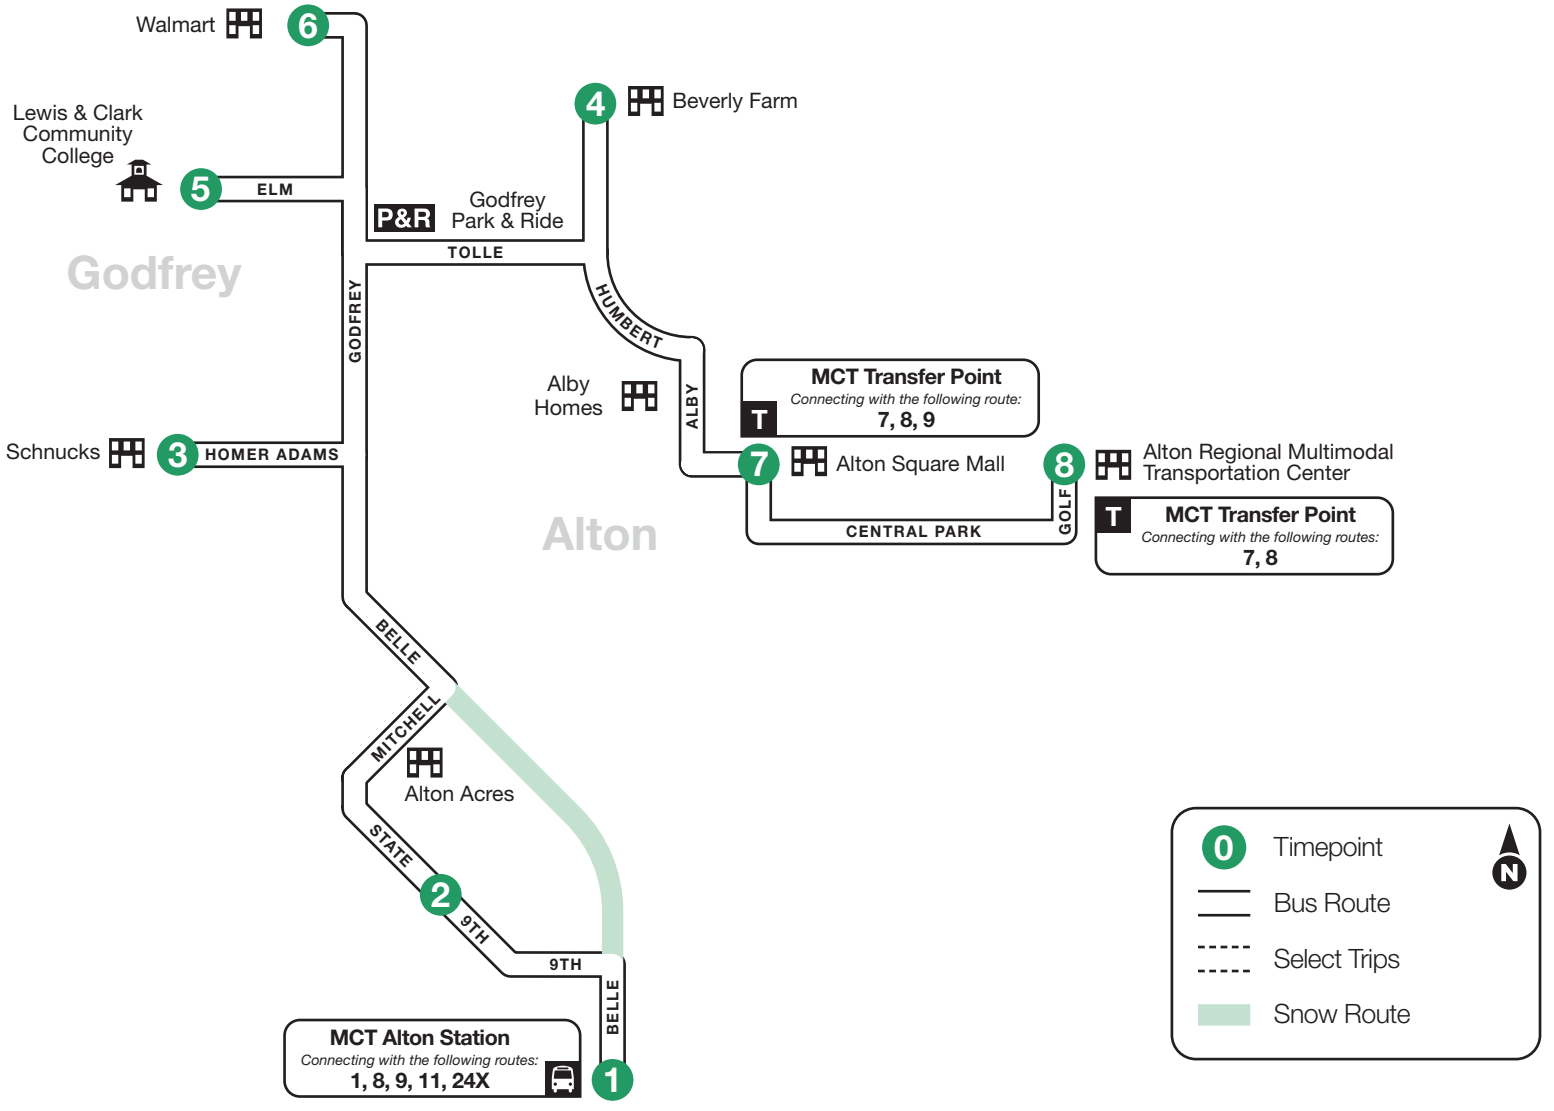 Walmart
6
4
Beverly Farm
Lewis & Clark
Community
College
5
ELM
P&R
Godfrey
Park & Ride
TOLLE
Godfrey
GODFREY
HUMBERT
MCT Transfer Point
Connecting with the following route:
7, 8, 9
T
Alby
Homes
ALBY
Schnucks
3
HOMER ADAMS
7
Alton Square Mall
8
Alton Regional Multimodal
Transportation Center
GOLF
T
MCT Transfer Point
Connecting with the following routes:
7, 8
Alton
CENTRAL PARK
BELLE
MITCHELL
Alton Acres
STATE
2
9TH
9TH
BELLE
MCT Alton Station
Connecting with the following routes:
1, 8, 9, 11, 24X
1
0
Timepoint
N
Bus Route
Select Trips
Snow Route